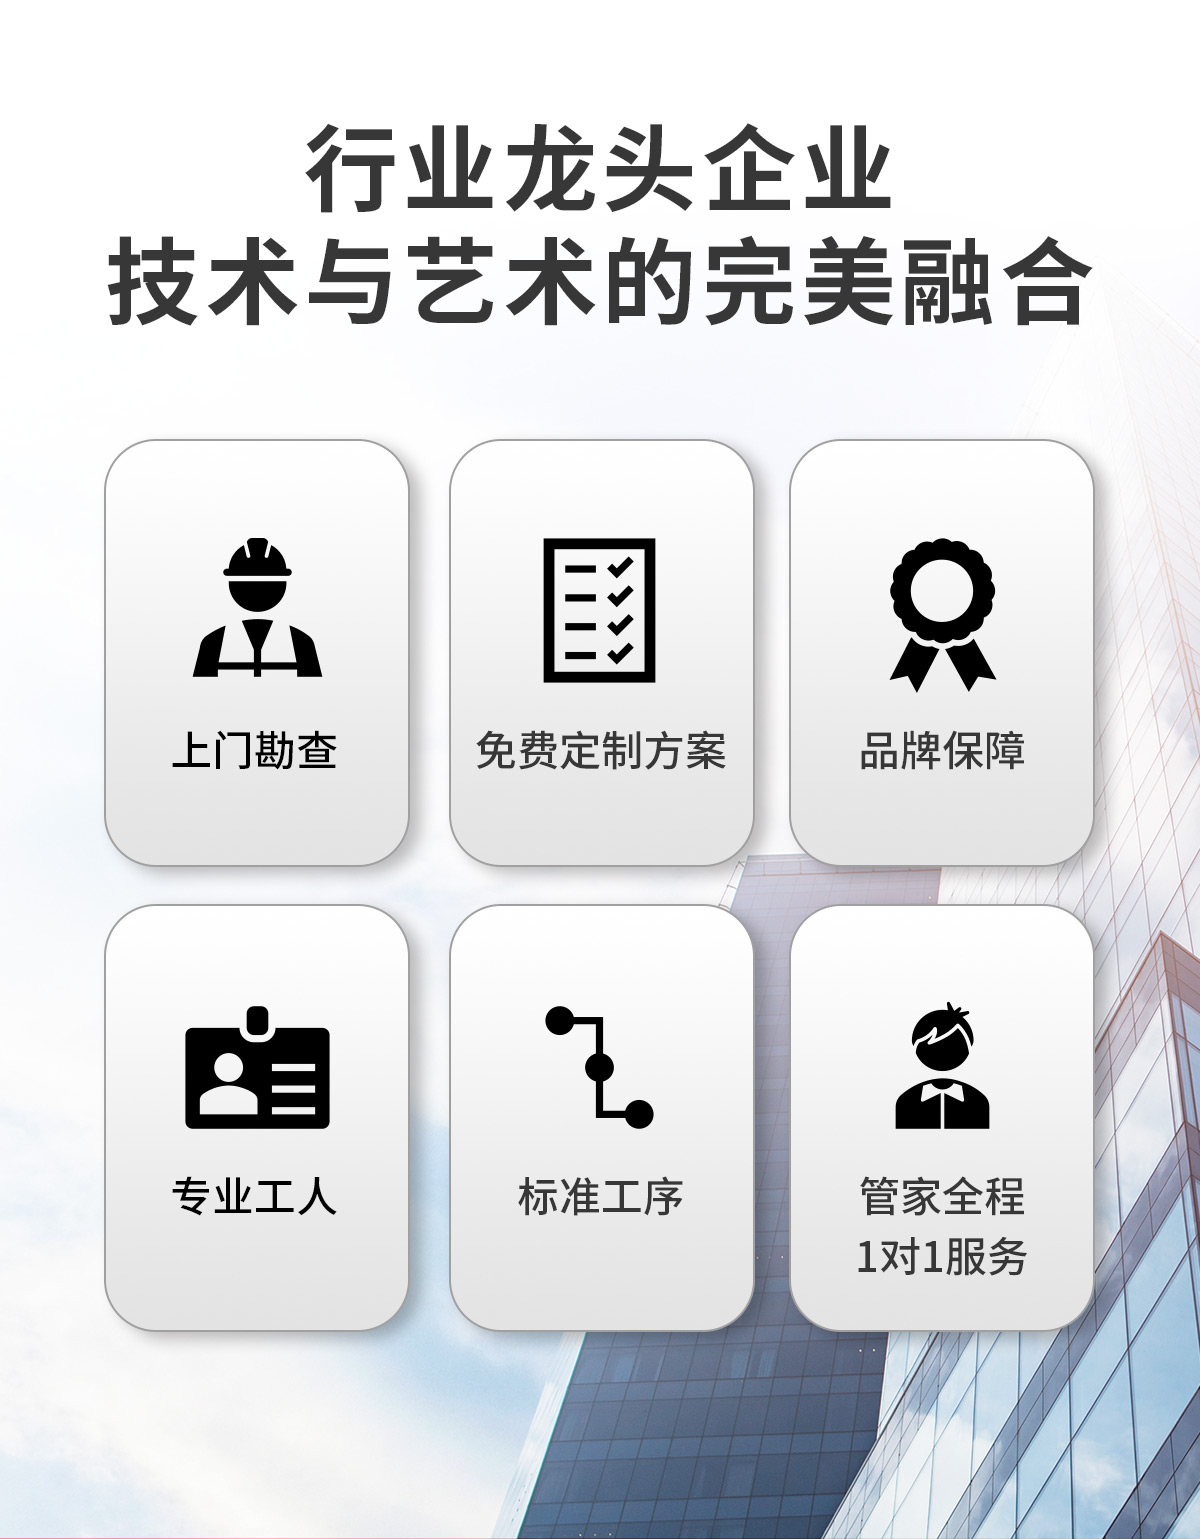 行业龙头企业
技术与艺术的完美融合
上门勘查
免费定制方案
品牌保障
专业工人
标准工序
管家全程
1对1服务